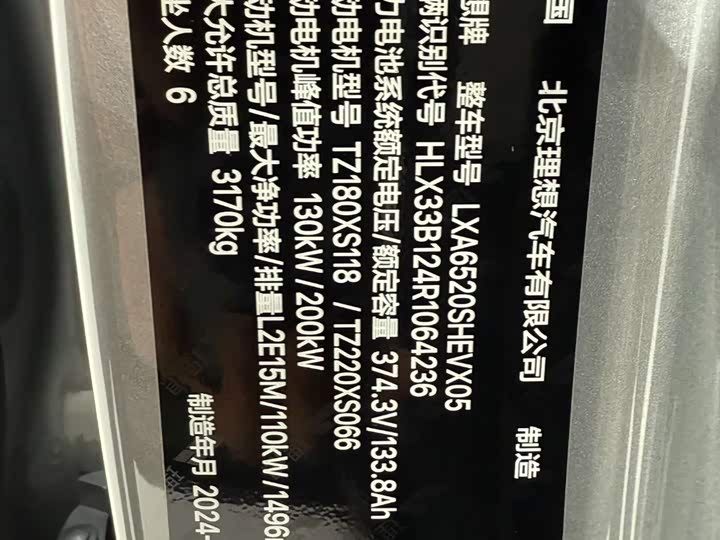 国 北京理想汽车有限公司 制造
想牌 整车型号 LXA6520SHEVX05
辆识别代号 HLX33B124R1064236
力电池系统额定电压/额定容量 374.3V/133.8Ah
动电机型号 TZ180XS118 /TZ220XS066
动电机峰值功率 130kW/200kW
动机型号/最大净功率/排量L2E15M/110kW/1496
大允许总质量 3170kg
坐人数 6 制造年月 2024-